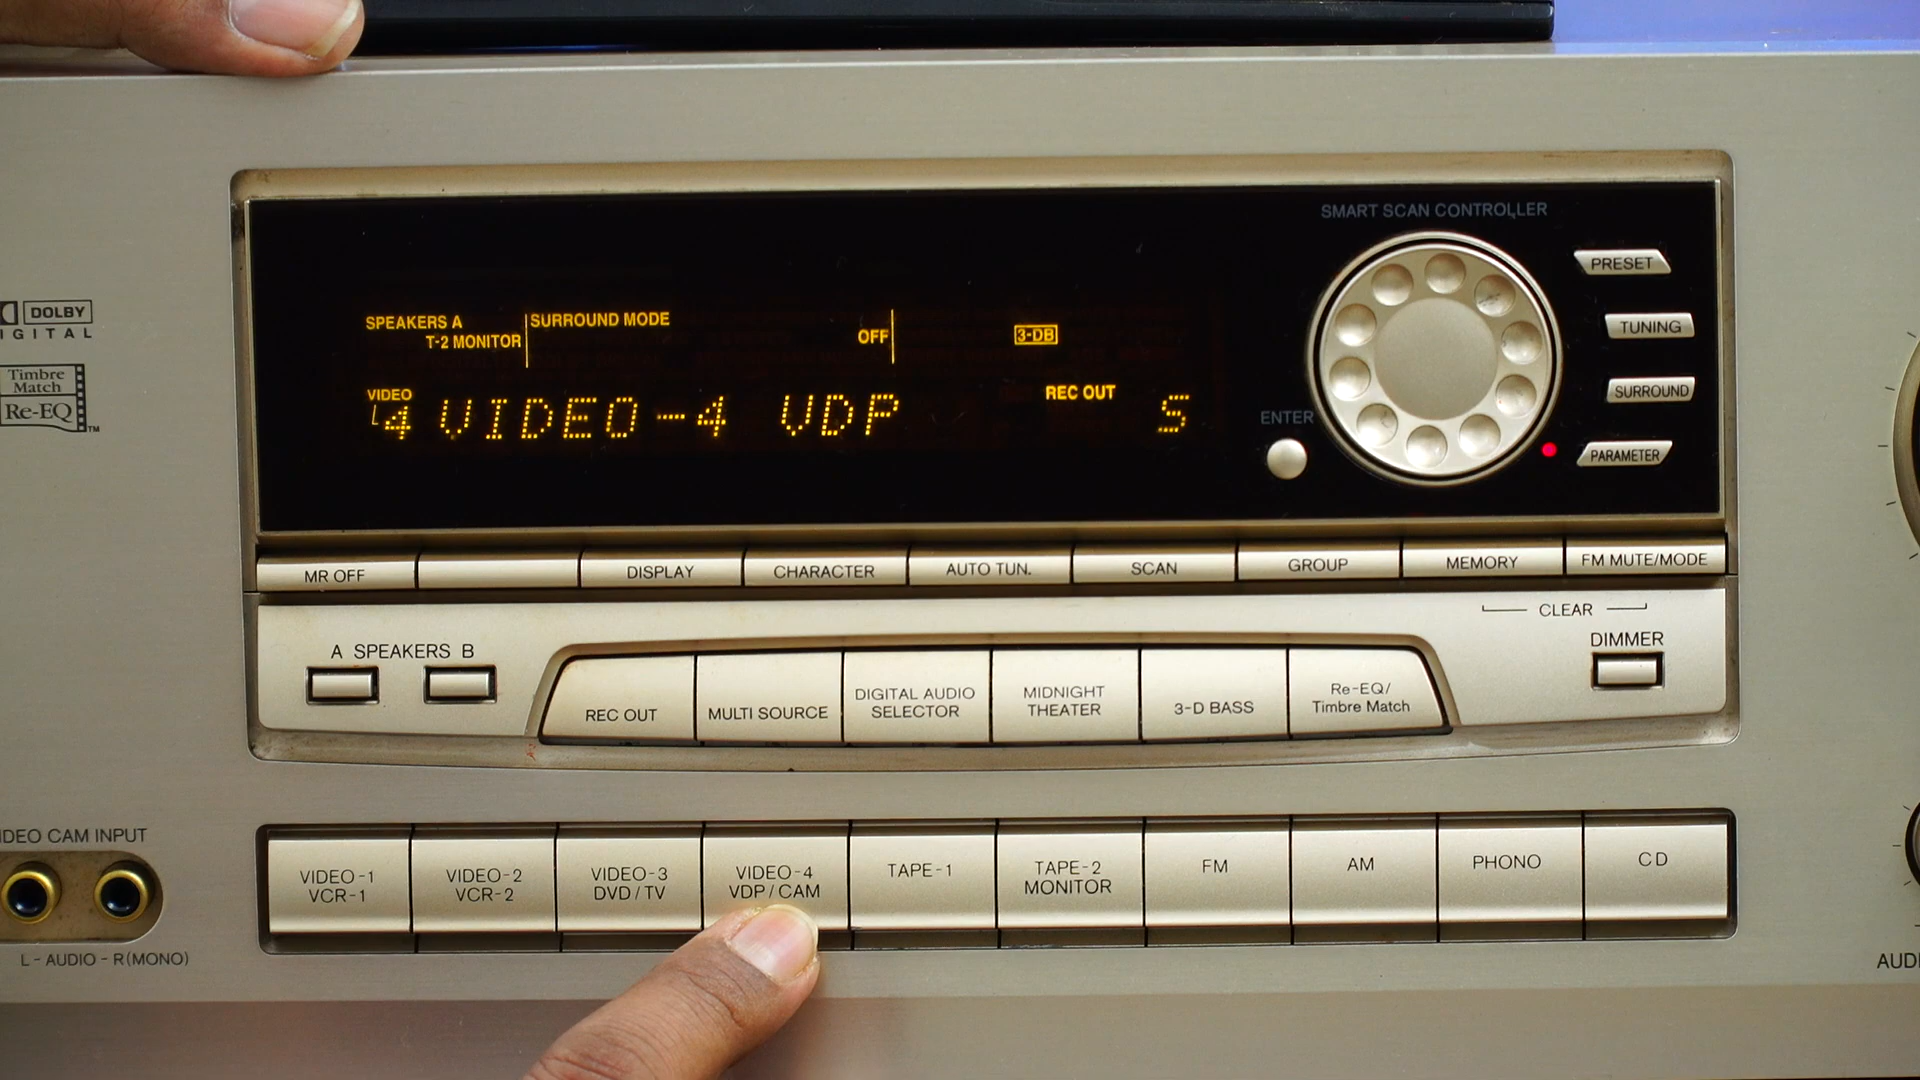 SMART SCAN CONTROLLER
PRESET
TUNING
SURROUND
PARAMETER
ENTER
DOLBY
IGITAL
Timbre
Match
Re-EQ
TM
SPEAKERS A
T-2 MONITOR
SURROUND MODE
OFF
3-DB
VIDEO
4 VIDEO-4 VDP
REC OUT
S
MR OFF
DISPLAY
CHARACTER
AUTO TUN.
SCAN
GROUP
MEMORY
FM MUTE/MODE
CLEAR
DIMMER
A SPEAKERS B
REC OUT
MULTI SOURCE
DIGITAL AUDIO
SELECTOR
MIDNIGHT
THEATER
3-D BASS
Re-EQ/
Timbre Match
IDEO CAM INPUT
L - AUDIO - R(MONO)
VIDEO-1
VCR-1
VIDEO-2
VCR-2
VIDEO-3
DVD/TV
VIDEO-4
VDP/CAM
TAPE-1
TAPE-2
MONITOR
FM
AM
PHONO
CD
AUDI